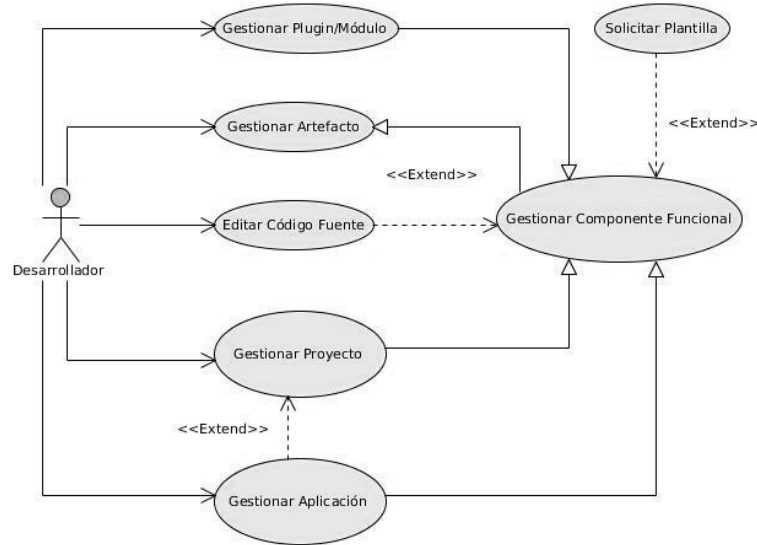 Gestionar Plugin/Módulo
Solicitar Plantilla
Gestionar Artefacto
<<Extend>>
<<Extend>>
Editar Código Fuente
Gestionar Componente Funcional
Desarrollador
Gestionar Proyecto
<<Extend>>
Gestionar Aplicación